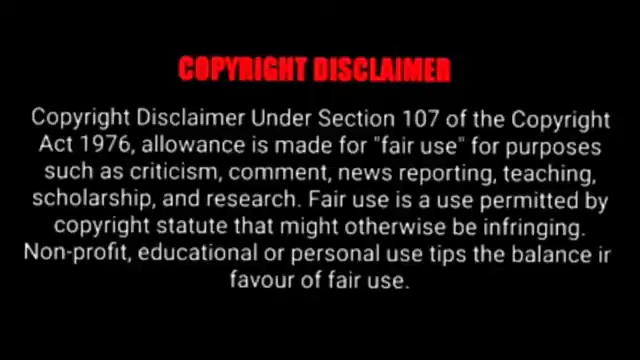 COPYRIGHT DISCLAIMER
Copyright Disclaimer Under Section 107 of the Copyright
Act 1976, allowance is made for "fair use" for purposes
such as criticism, comment, news reporting, teaching,
scholarship, and research. Fair use is a use permitted by
copyright statute that might otherwise be infringing.
Non-profit, educational or personal use tips the balance ir
favour of fair use.